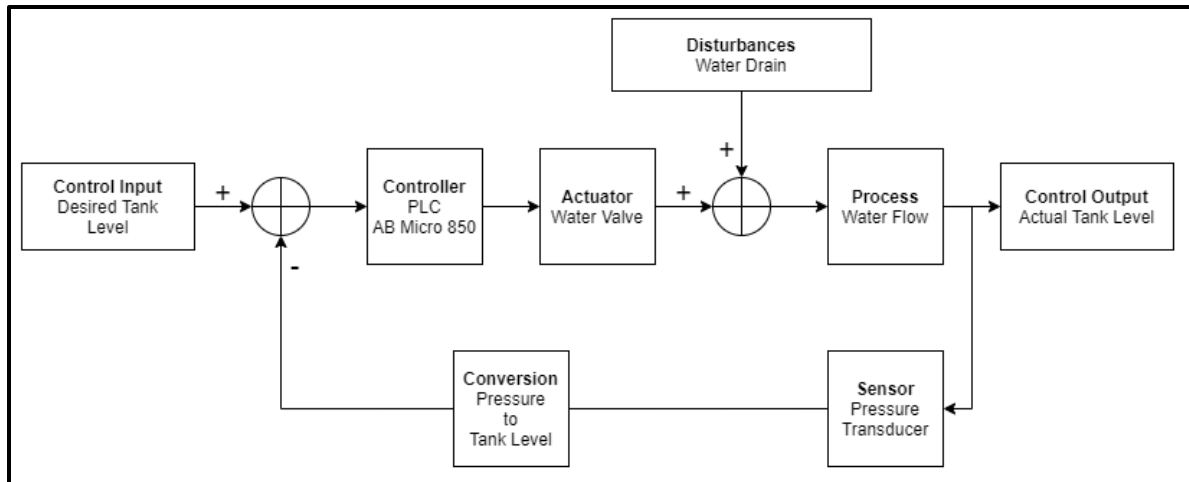 Disturbances
Water Drain
+
Control Input
Desired Tank
Level
+
Controller
PLC
AB Micro 850
Actuator
Water Valve
+
Process
Water Flow
Control Output
Actual Tank Level
-
Conversion
Pressure
to
Tank Level
Sensor
Pressure
Transducer